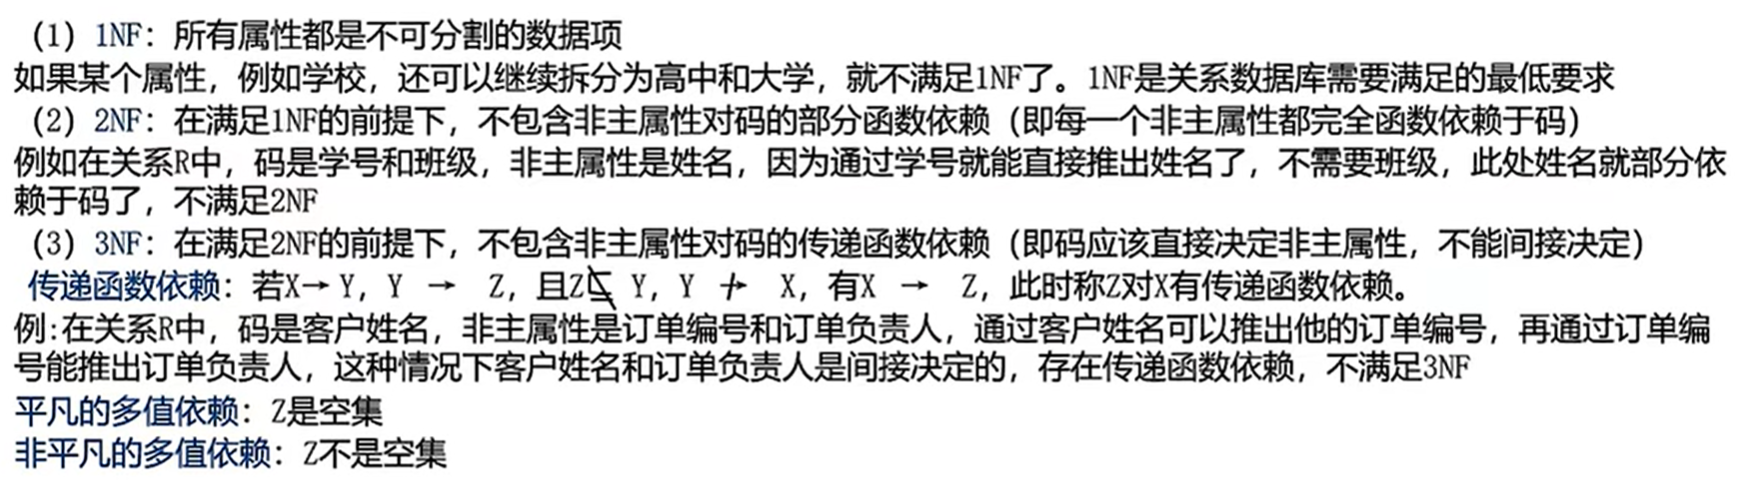 (1) 1NF：所有属性都是不可分割的数据项
如果某个属性，例如学校，还可以继续拆分为高中和大学，就不满足1NF了。1NF是关系数据库需要满足的最低要求
(2) 2NF：在满足1NF的前提下，不包含非主属性对码的部分函数依赖（即每一个非主属性都完全函数依赖于码）
例如在关系R中，码是学号和班级，非主属性是姓名，因为通过学号就能直接推出姓名了，不需要班级，此处姓名就部分依
赖于码了，不满足2NF
(3) 3NF：在满足2NF的前提下，不包含非主属性对码的传递函数依赖（即码应该直接决定非主属性，不能间接决定）
传递函数依赖：若X→Y，Y → Z，且Z⊈ Y，Y ↛ X，有X → Z，此时称Z对X有传递函数依赖。
例:在关系R中，码是客户姓名，非主属性是订单编号和订单负责人，通过客户姓名可以推出他的订单编号，再通过订单编
号能推出订单负责人，这种情况下客户姓名和订单负责人是间接决定的，存在传递函数依赖，不满足3NF
平凡的多值依赖：Z是空集
非平凡的多值依赖：Z不是空集